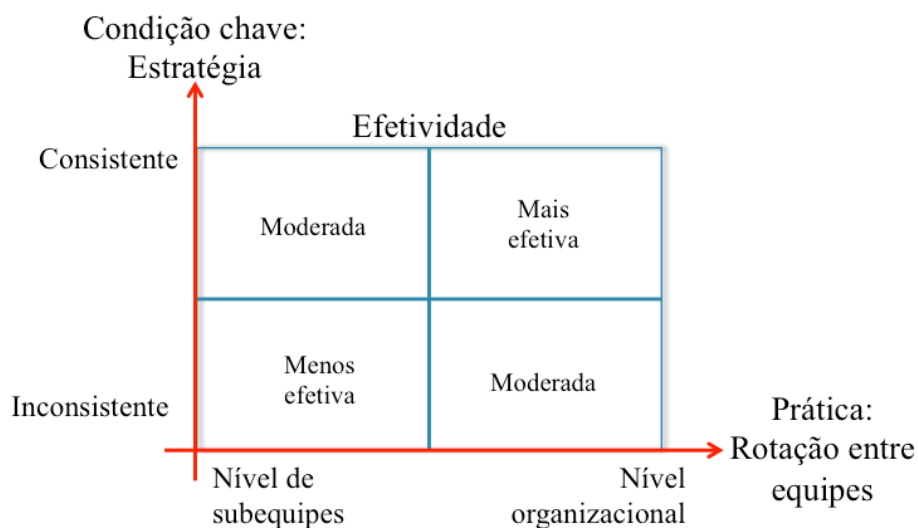 Condição chave:
Estratégia
Efetividade
Consistente
Moderada
Mais
efetiva
Menos
efetiva
Moderada
Inconsistente
Prática:
Rotação entre
equipes
Nível de
subequipes
Nível
organizacional